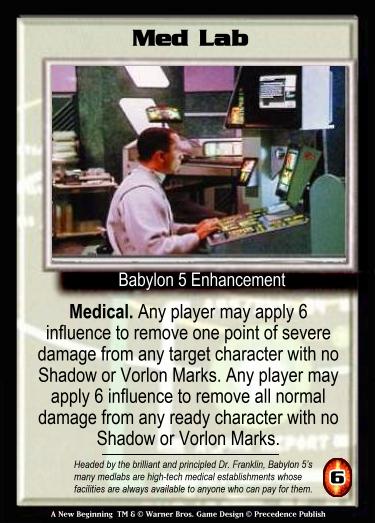 Med Lab
Babylon 5 Enhancement
Medical. Any player may apply 6
influence to remove one point of severe
damage from any target character with no
Shadow or Vorlon Marks. Any player may
apply 6 influence to remove all normal
damage from any ready character with no
Shadow or Vorlon Marks.
Headed by the brilliant and principled Dr. Franklin, Babylon 5's
many medlabs are high-tech medical establishments whose
facilities are always available to anyone who can pay for them.
6
A New Beginning TM & © Warner Bros. Game Design © Precedence Publish